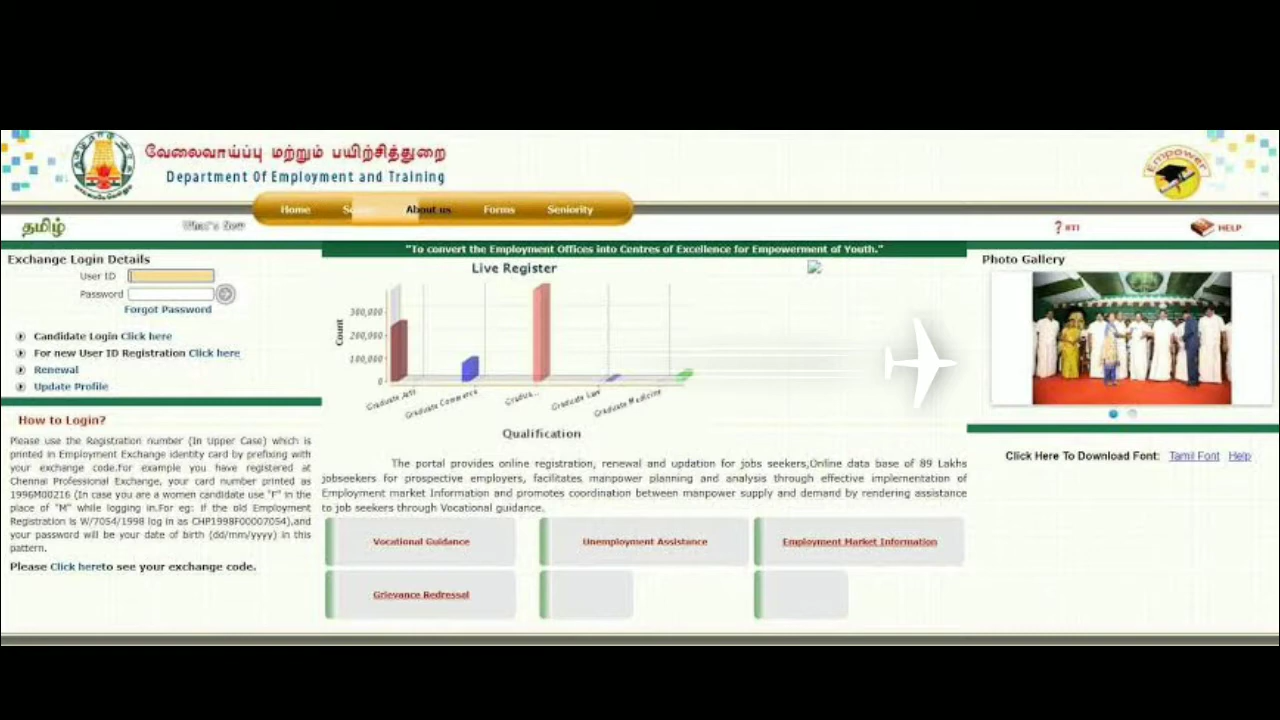 வேலைவாய்ப்பு மற்றும் பயிற்சித்துறை
Department Of Employment and Training
Empower
Home
About us
Forms
Seniority
தமிழ்
What's New
RTI
HELP
"To convert the Employment Offices into Centres of Excellence for Empowerment of Youth."
Exchange Login Details
User ID
Password
Forgot Password
Candidate Login Click here
For new User ID Registration Click here
Renewal
Update Profile
How to Login?
Please use the Registration number (In Upper Case) which is
printed in Employment Exchange identity card by prefixing with
your exchange code.For example you have registered at
Chennai Professional Exchange, your card number printed as
1996M00216 (In case you are a women candidate use "F" in the
place of "M" while logging in.For eg: if the old Employment
Registration is W/7054/1998 log in as CHP1998F00007054),and
your password will be your date of birth (dd/mm/yyyy) in this
pattern.
Please Click hereto see your exchange code.
Live Register
Count
300,000
200,000
100,000
0
Graduate Arts
Graduate Commerce
Gradua...
Graduate Law
Graduate Medicine
Qualification
The portal provides online registration, renewal and updation for jobs seekers,Online data base of 89 Lakhs
jobseekers for prospective employers, facilitates manpower planning and analysis through effective implementation of
Employment market Information and promotes coordination between manpower supply and demand by rendering assistance
to job seekers through Vocational guidance.
Vocational Guidance
Unemployment Assistance
Employment Market Information
Grievance Redressal
Photo Gallery
Click Here To Download Font: Tamil Font Help